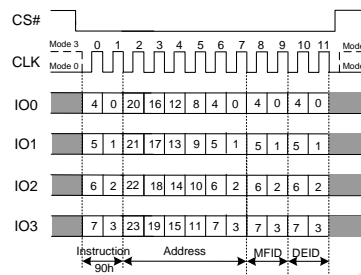 CS#
Mode 3 0 1 2 3 4 5 6 7 8 9 10 11 Mode
CLK
Mode 0 Mode
IO0 4 0 20 16 12 8 4 0 4 0 4 0
IO1 5 1 21 17 13 9 5 1 5 1 5 1
IO2 6 2 22 18 14 10 6 2 6 2 6 2
IO3 7 3 23 19 15 11 7 3 7 3 7 3
Instruction Address MFID DEID
90h